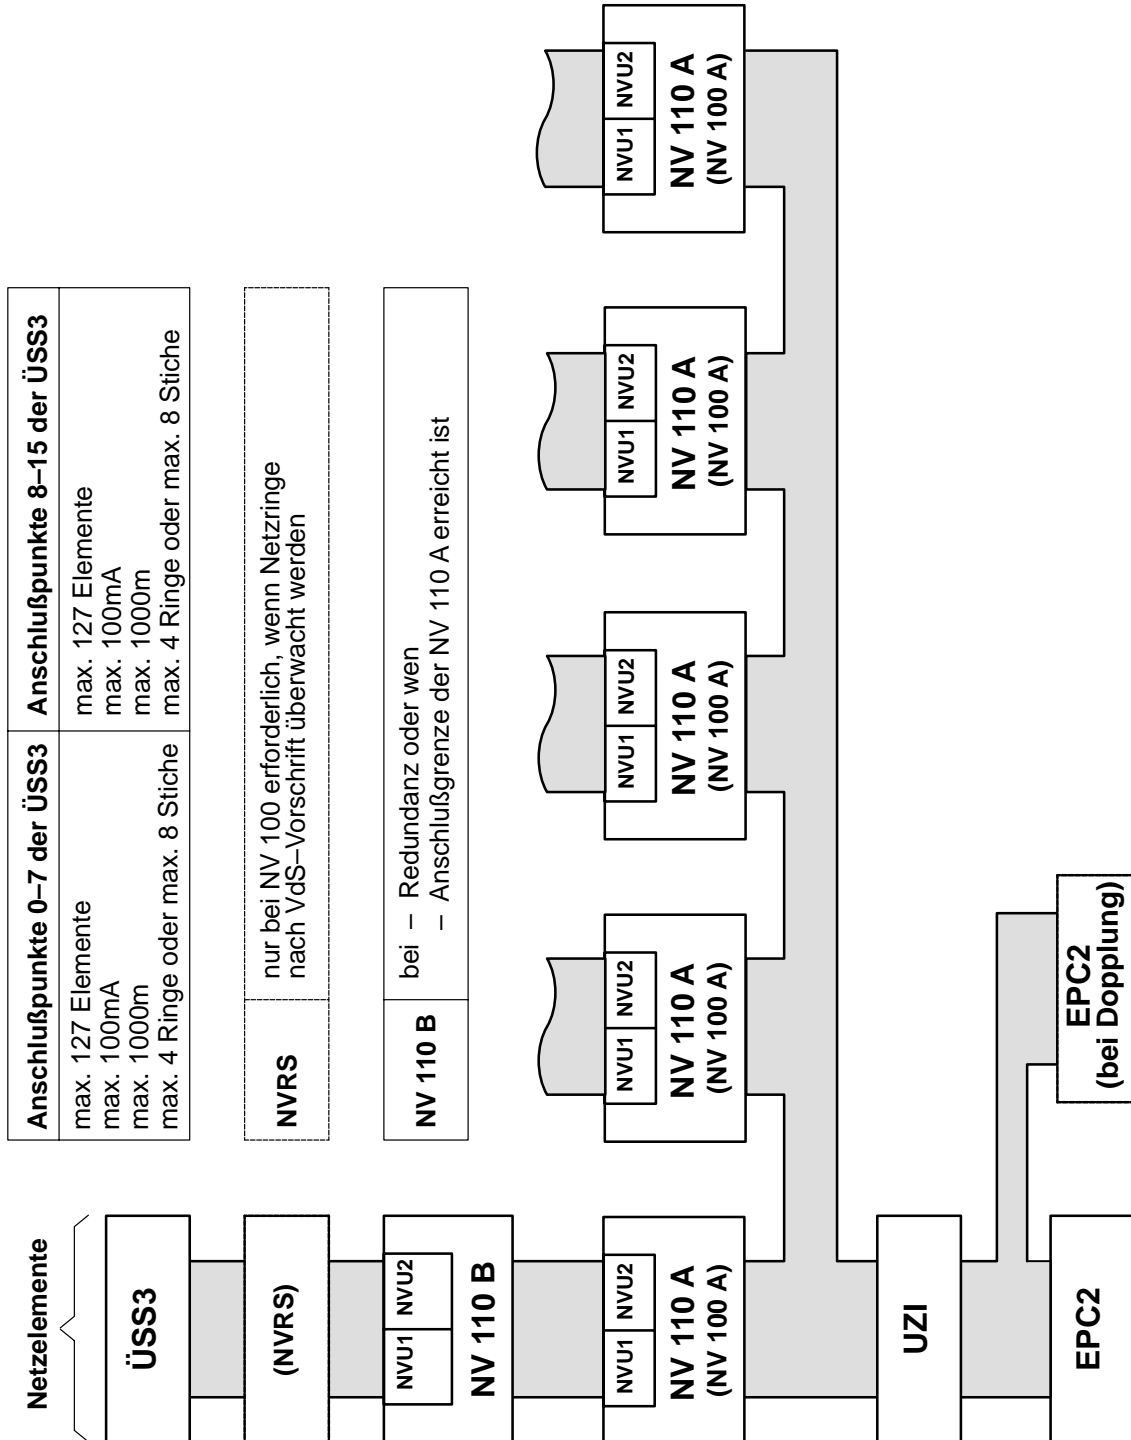 Netzelemente
ÜSS3
Anschlußpunkte 0–7 der ÜSS3
max. 127 Elemente
max. 100mA
max. 1000m
max. 4 Ringe oder max. 8 Stiche
Anschlußpunkte 8–15 der ÜSS3
max. 127 Elemente
max. 100mA
max. 1000m
max. 4 Ringe oder max. 8 Stiche
(NVRS)
NVRS
nur bei NV 100 erforderlich, wenn Netzringe
nach VdS–Vorschrift überwacht werden
NVU1 NVU2
NV 110 B
NV 110 B
bei – Redundanz oder wen
– Anschlußgrenze der NV 110 A erreicht ist
NVU1 NVU2
NV 110 A
(NV 100 A)
NVU1 NVU2
NV 110 A
(NV 100 A)
NVU1 NVU2
NV 110 A
(NV 100 A)
NVU1 NVU2
NV 110 A
(NV 100 A)
NVU1 NVU2
NV 110 A
(NV 100 A)
UZI
EPC2
EPC2
(bei Dopplung)